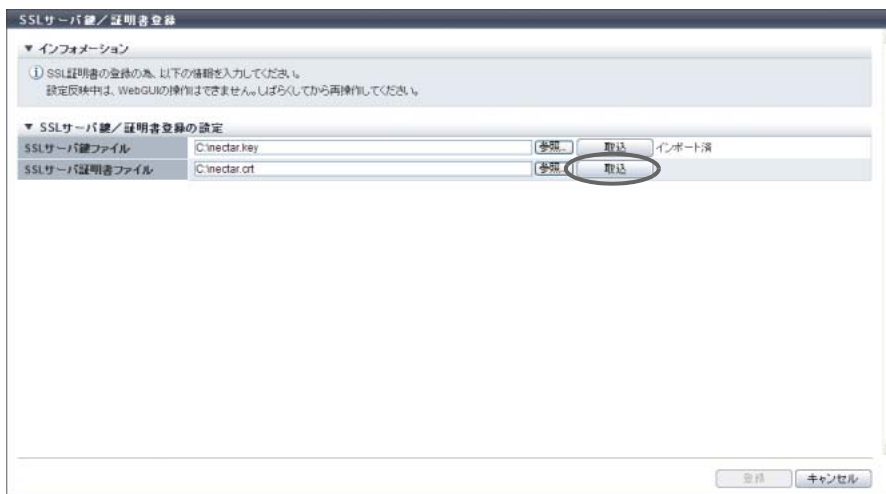 SSLサーバ鍵／証明書登録
▼ インフォメーション
SSL証明書の登録の為、以下の情報を入力してください。
設定反映中は、WebGUIの操作はできません。しばらくしてから再操作してください。
▼ SSLサーバ鍵／証明書登録の設定
SSLサーバ鍵ファイル C:\nectar.key 参照... 取込 インポート済
SSLサーバ証明書ファイル C:\nectar.crt 参照... 取込
登録 キャンセル